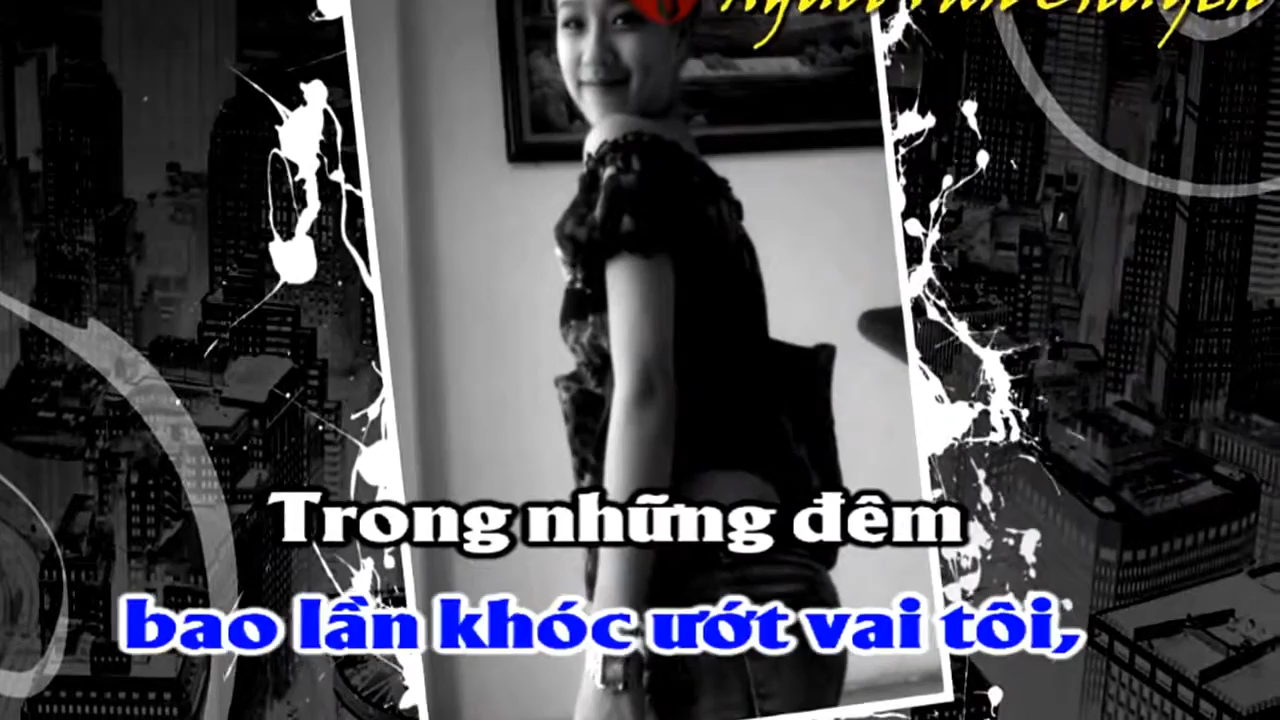 Trong những đêm
bao lần khóc ướt vai tôi,